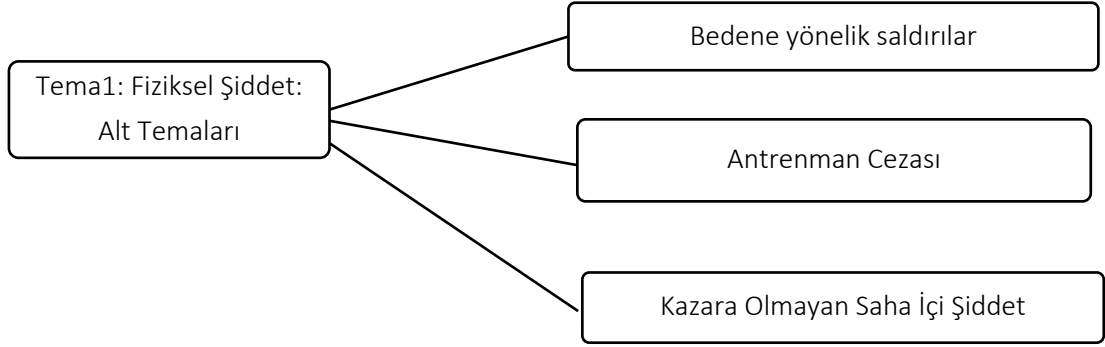 Tema1: Fiziksel Şiddet:
Alt Temaları
Bedene yönelik saldırılar
Antrenman Cezası
Kazara Olmayan Saha İçi Şiddet